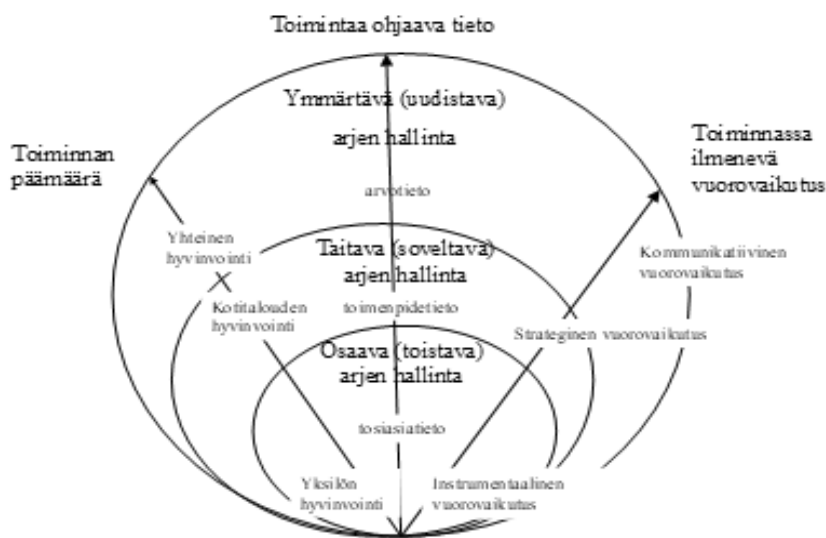 Toimintaa ohjaava tieto
Ymmärtävä (uudistava)
arjen hallinta
Toiminnan
päämäärä
Toiminnassa
ilmenevä
vuorovaikutus
arvotieto
Yhteinen
hyvinvointi
Taitava (soveltava)
arjen hallinta
Kommunikatiivinen
vuorovaikutus
Kotitalouden
hyvinvointi
toimenpidetieto
Strateginen vuorovaikutus
Osaava (toistava)
arjen hallinta
tosiasiatieto
Yksilön
hyvinvointi
Instrumentaalinen
vuorovaikutus